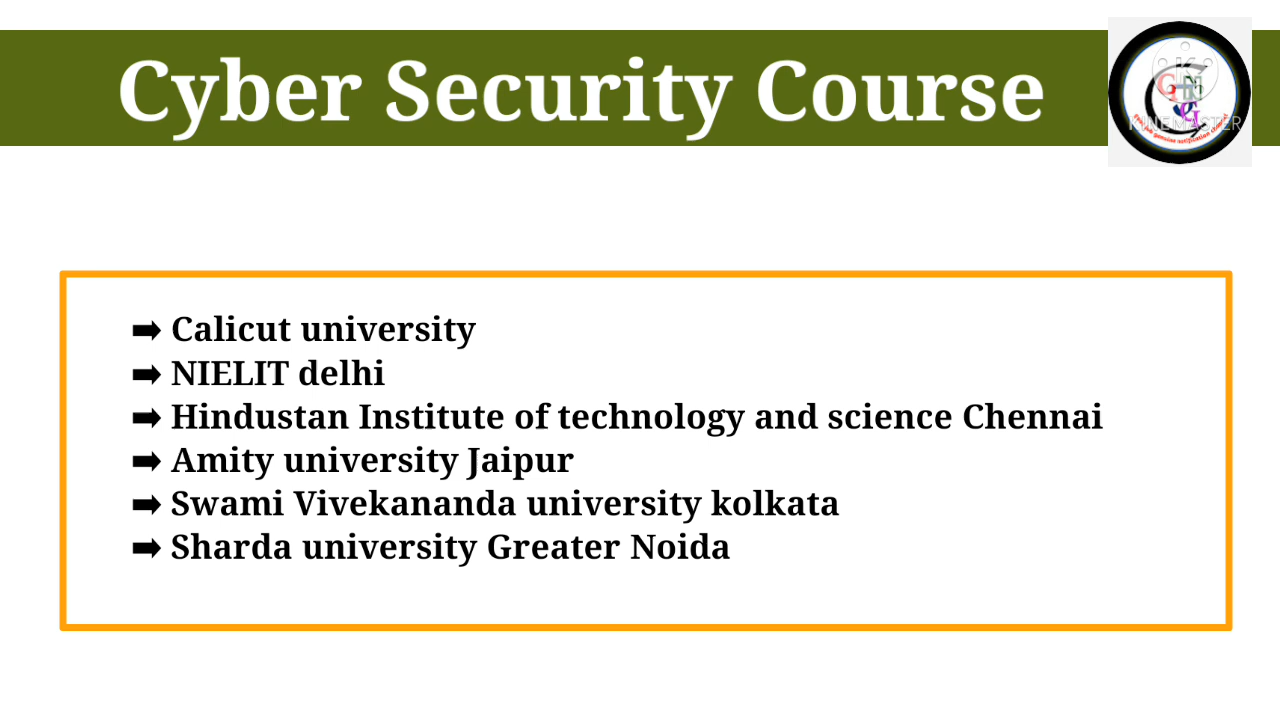 Cyber Security Course
KINEMASTER
➡ Calicut university
➡ NIELIT delhi
➡ Hindustan Institute of technology and science Chennai
➡ Amity university Jaipur
➡ Swami Vivekananda university kolkata
➡ Sharda university Greater Noida